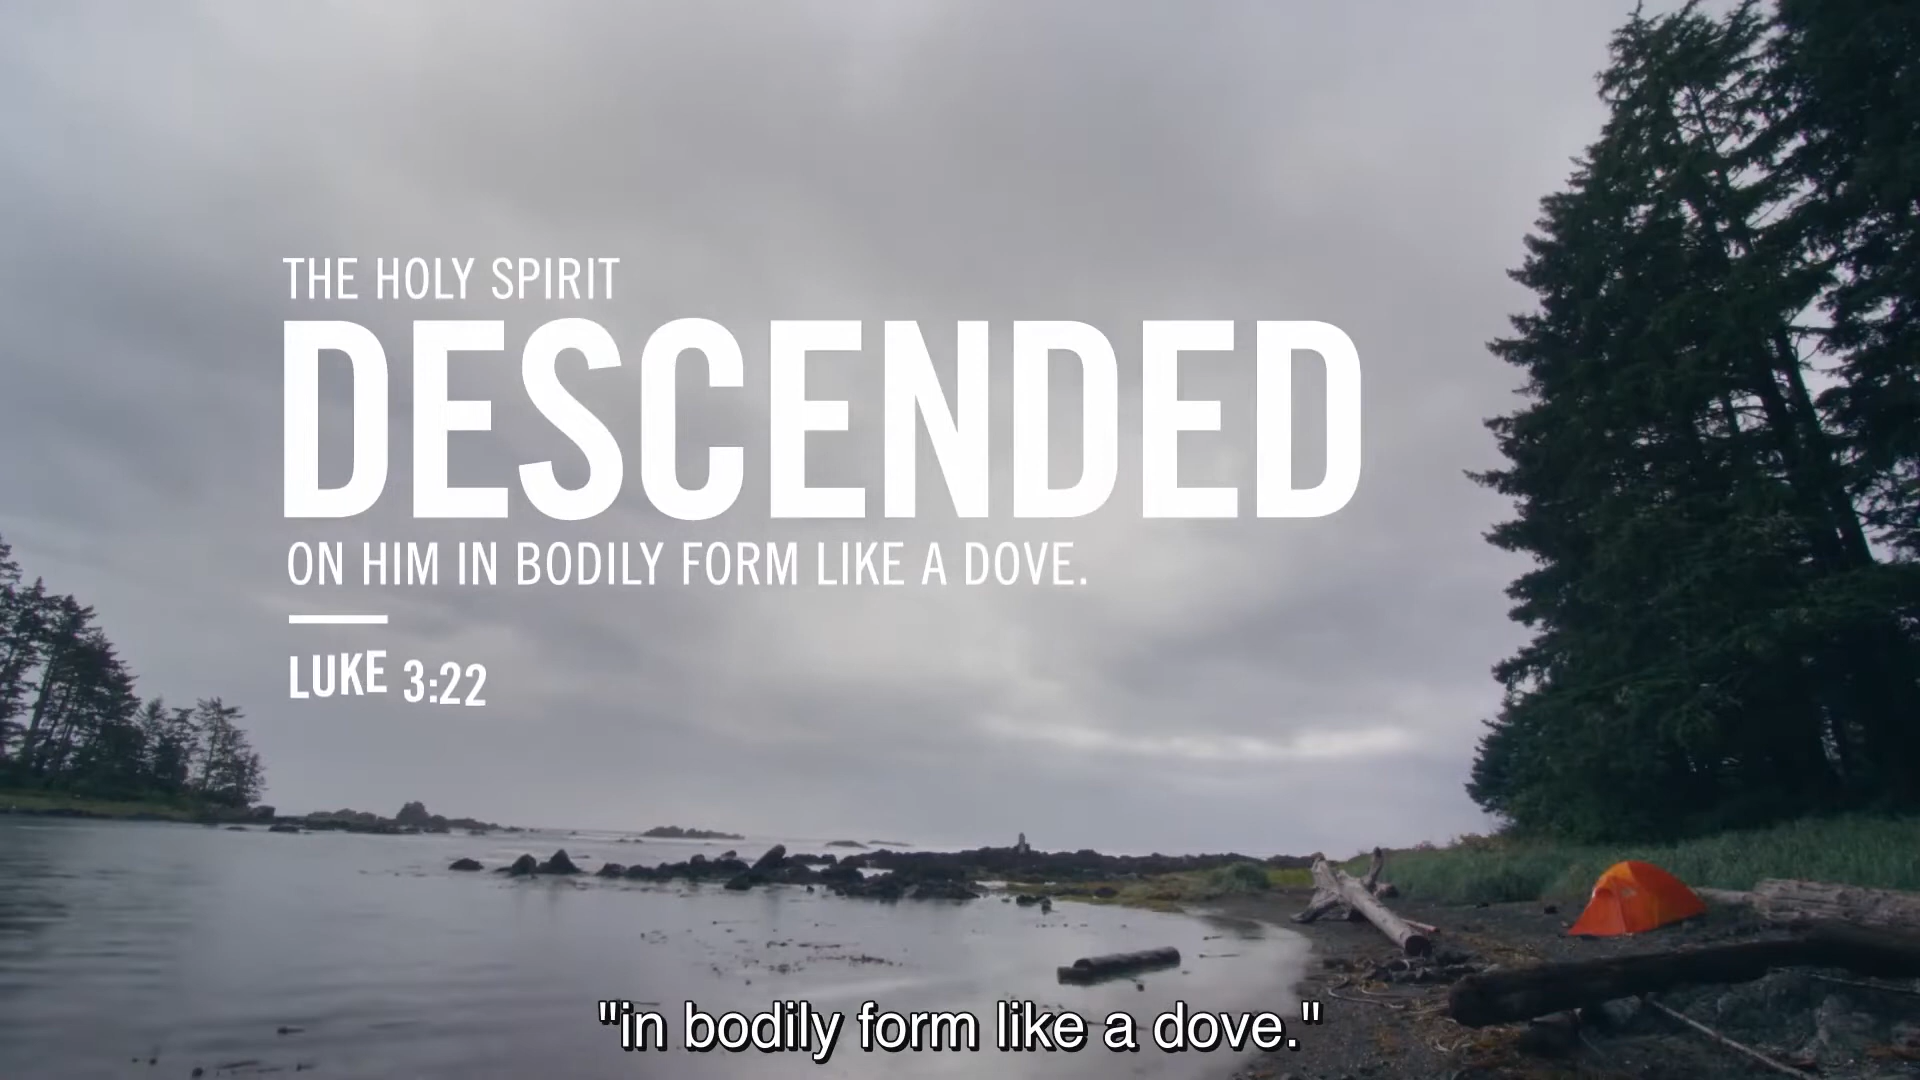 THE HOLY SPIRIT
DESCENDED
ON HIM IN BODILY FORM LIKE A DOVE.
LUKE 3:22
"in bodily form like a dove."